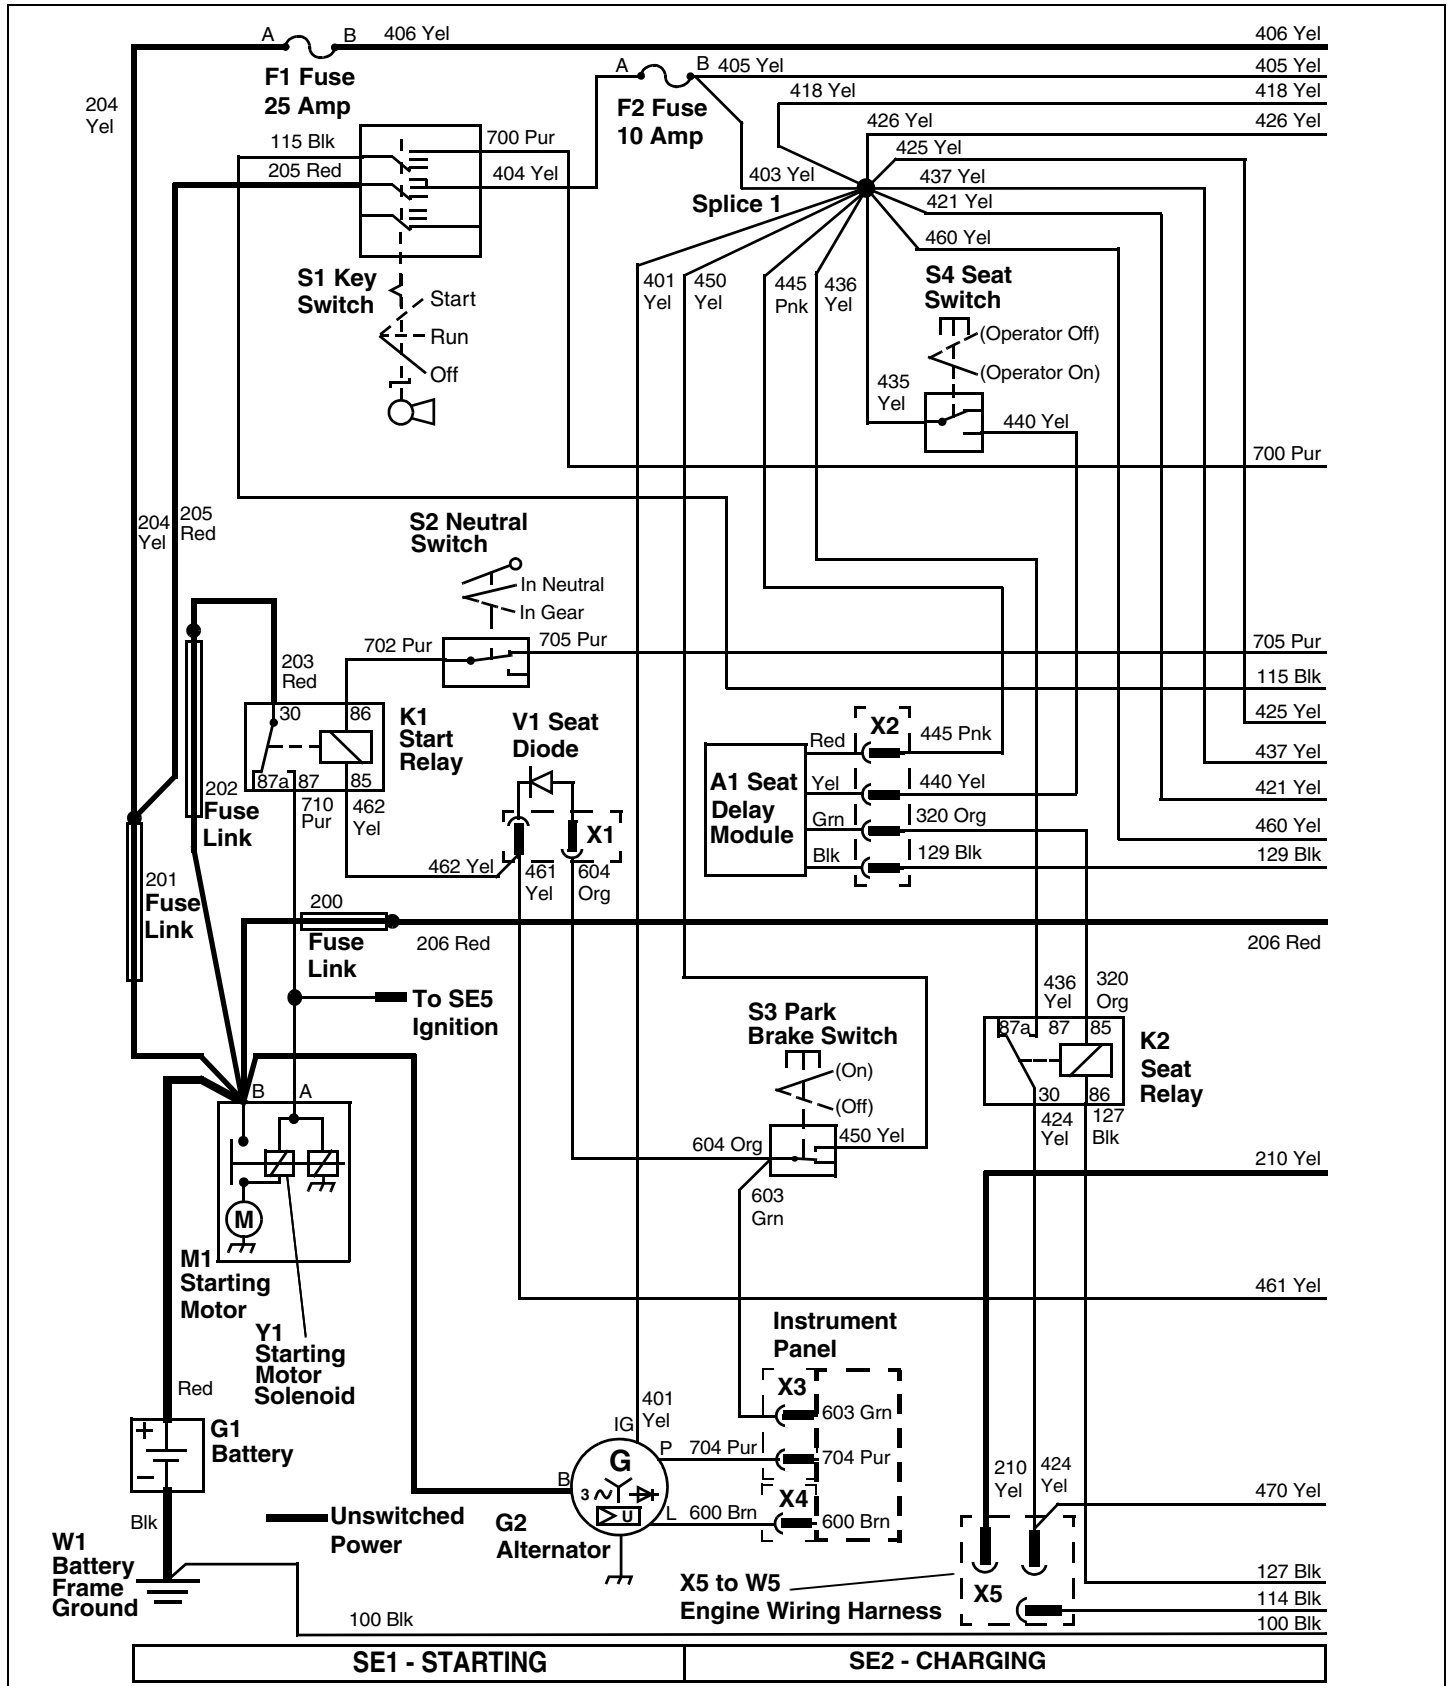 A
B
406 Yel
406 Yel
F1 Fuse
25 Amp
A
B
405 Yel
405 Yel
F2 Fuse
10 Amp
418 Yel
418 Yel
204
Yel
426 Yel
426 Yel
115 Blk
700 Pur
425 Yel
205 Red
404 Yel
403 Yel
437 Yel
Splice 1
421 Yel
460 Yel
S1 Key
Switch
Start
Run
Off
401
Yel
450
Yel
445
Pnk
436
Yel
S4 Seat
Switch
(Operator Off)
(Operator On)
435
Yel
440 Yel
700 Pur
204
Yel
205
Red
S2 Neutral
Switch
In Neutral
In Gear
702 Pur
705 Pur
705 Pur
203
Red
115 Blk
30
86
K1
Start
Relay
87a
87
85
V1 Seat
Diode
X2
425 Yel
Red
445 Pnk
437 Yel
A1 Seat
Delay
Module
Yel
440 Yel
421 Yel
Grn
320 Org
460 Yel
Blk
129 Blk
129 Blk
202
Fuse
Link
710
Pur
462
Yel
X1
462 Yel
461
Yel
604
Org
201
Fuse
Link
200
Fuse
Link
206 Red
206 Red
To SE5
Ignition
436
Yel
320
Org
S3 Park
Brake Switch
(On)
(Off)
87a
87
85
K2
Seat
Relay
30
86
B
A
424
Yel
127
Blk
604 Org
450 Yel
210 Yel
603
Grn
M
M1
Starting
Motor
461 Yel
Y1
Starting
Motor
Solenoid
Instrument
Panel
Red
X3
603 Grn
401
Yel
IG
G1
Battery
+
−
G
3
U
P
704 Pur
704 Pur
B
L
600 Brn
X4
600 Brn
210
Yel
424
Yel
470 Yel
Blk
Unswitched
Power
G2
Alternator
W1
Battery
Frame
Ground
X5 to W5
Engine Wiring Harness
X5
127 Blk
114 Blk
100 Blk
100 Blk
SE1 - STARTING
SE2 - CHARGING